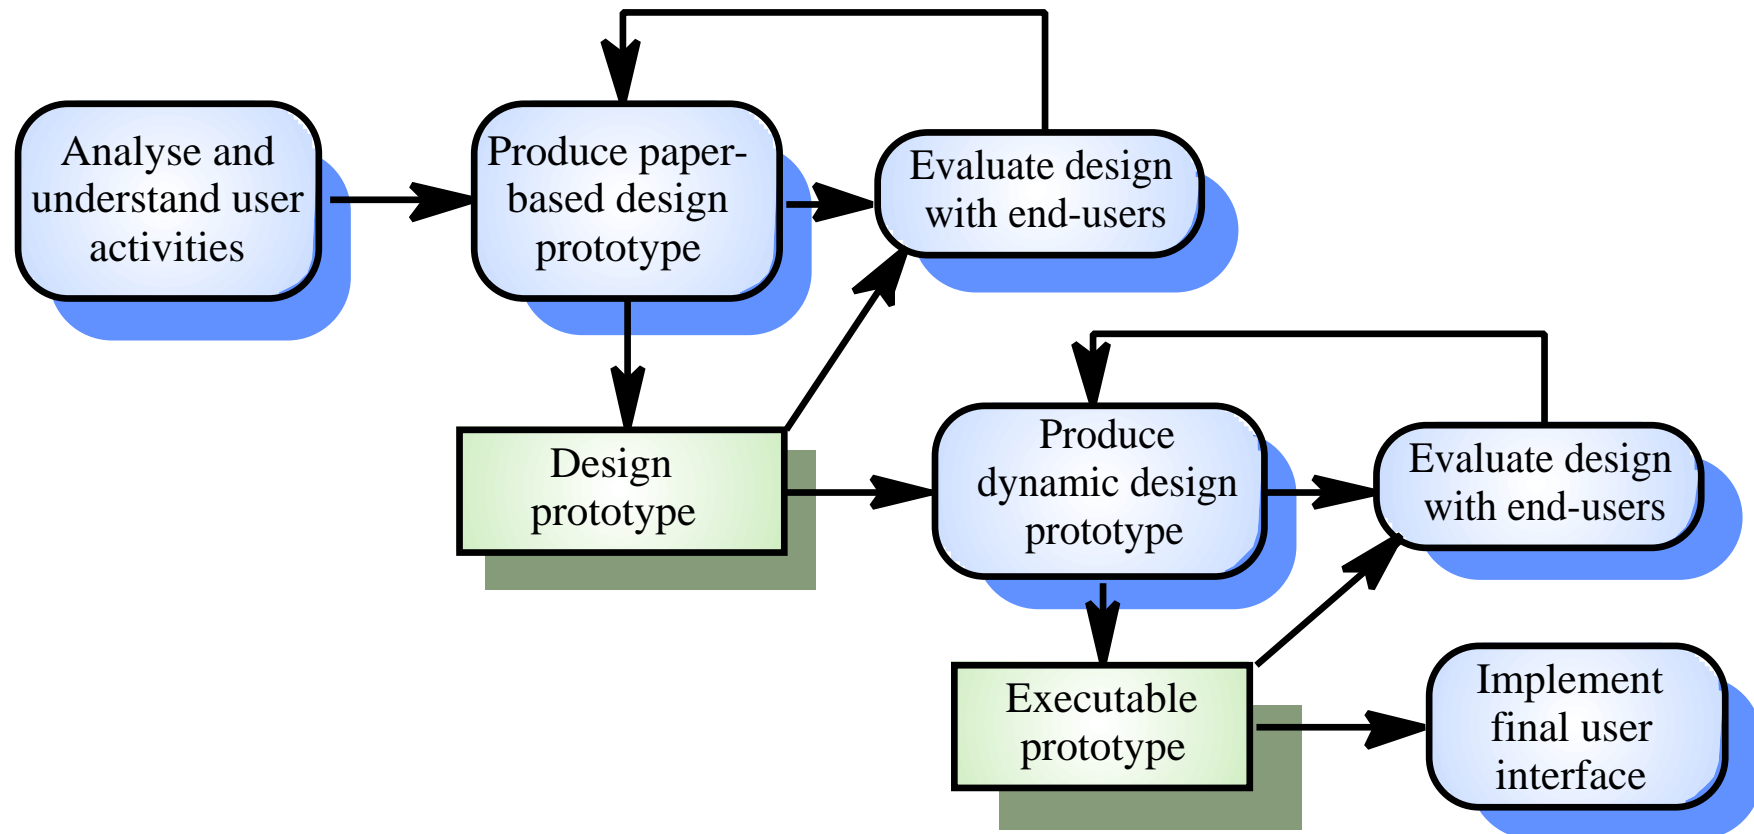 Analyse and
understand user
activities
Produce paper-
based design
prototype
Evaluate design
with end-users
Design
prototype
Produce
dynamic design
prototype
Evaluate design
with end-users
Executable
prototype
Implement
final user
interface